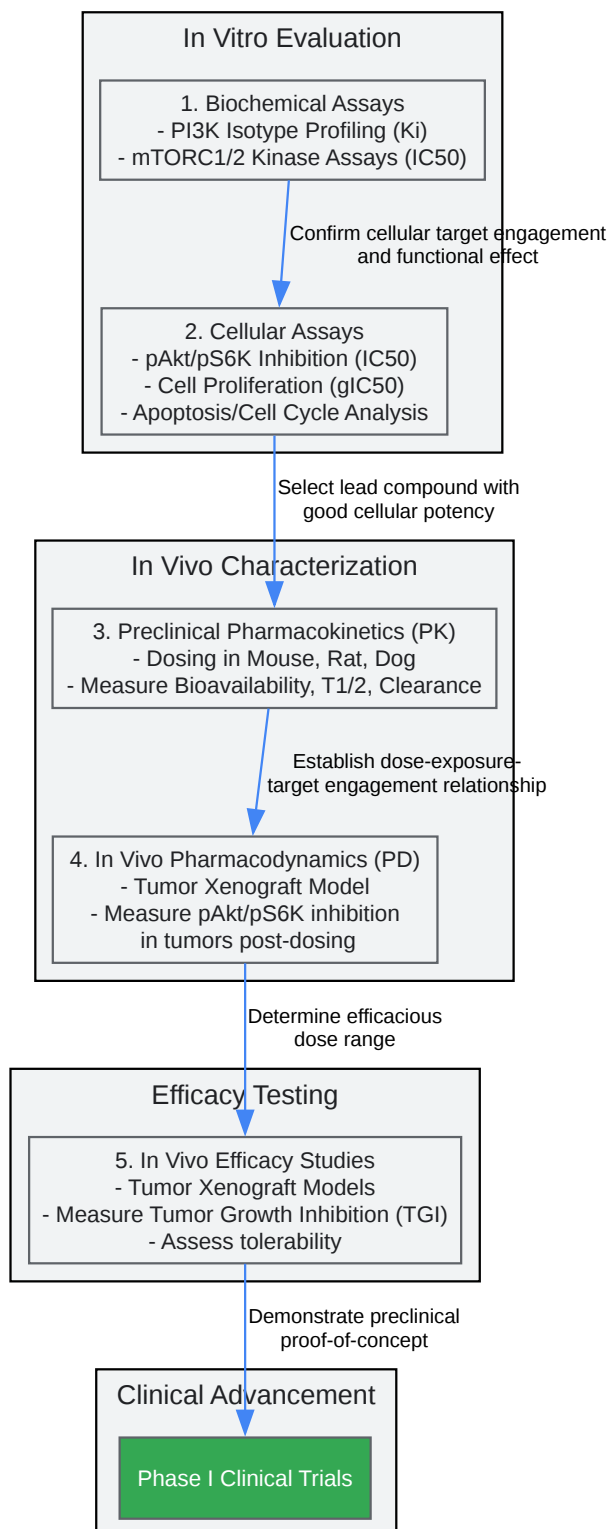 In Vitro Evaluation
1. Biochemical Assays
- PI3K Isotype Profiling (Ki)
- mTORC1/2 Kinase Assays (IC50)
Confirm cellular target engagement
and functional effect
2. Cellular Assays
- pAkt/pS6K Inhibition (IC50)
- Cell Proliferation (gIC50)
- Apoptosis/Cell Cycle Analysis
Select lead compound with
good cellular potency
In Vivo Characterization
3. Preclinical Pharmacokinetics (PK)
- Dosing in Mouse, Rat, Dog
- Measure Bioavailability, T1/2, Clearance
Establish dose-exposure-
target engagement relationship
4. In Vivo Pharmacodynamics (PD)
- Tumor Xenograft Model
- Measure pAkt/pS6K inhibition
in tumors post-dosing
Determine efficacious
dose range
Efficacy Testing
5. In Vivo Efficacy Studies
- Tumor Xenograft Models
- Measure Tumor Growth Inhibition (TGI)
- Assess tolerability
Demonstrate preclinical
proof-of-concept
Clinical Advancement
Phase I Clinical Trials